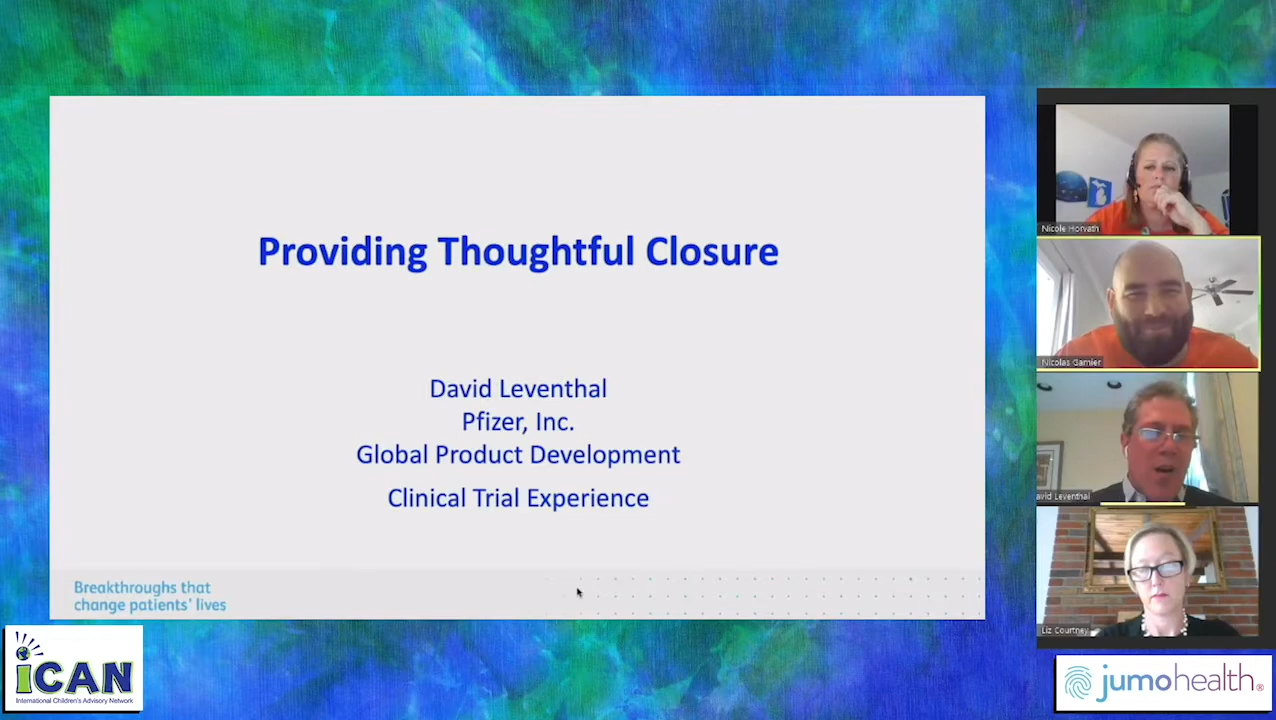 Providing Thoughtful Closure
David Leventhal
Pfizer, Inc.
Global Product Development
Clinical Trial Experience
Breakthroughs that
change patients' lives
Nicole Horvath
Nicolas Garnier
avid Leventhal
Liz Courtney
iCAN
International Children's Advisory Network
jumohealth®